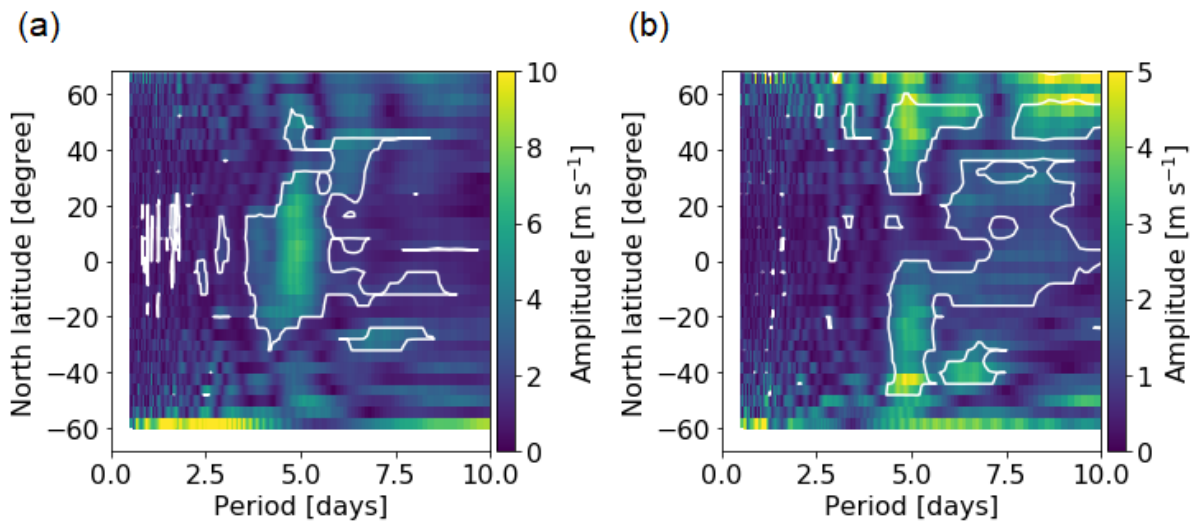 (a)
60
40
20
0
−20
−40
−60
North latitude [degree]
0.0 2.5 5.0 7.5 10.0
Period [days]
10
8
6
4
2
0
Amplitude [m s⁻¹]
(b)
60
40
20
0
−20
−40
−60
North latitude [degree]
0.0 2.5 5.0 7.5 10.0
Period [days]
5
4
3
2
1
0
Amplitude [m s⁻¹]